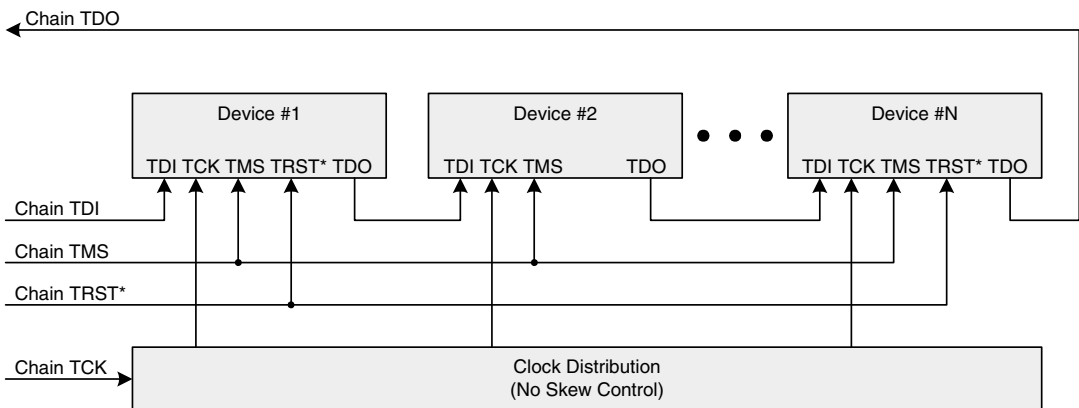 Chain TDO
Device #1
Device #2
Device #N
TDI TCK TMS TRST* TDO
TDI TCK TMS TDO
TDI TCK TMS TRST* TDO
Chain TDI
Chain TMS
Chain TRST*
Chain TCK
Clock Distribution
(No Skew Control)